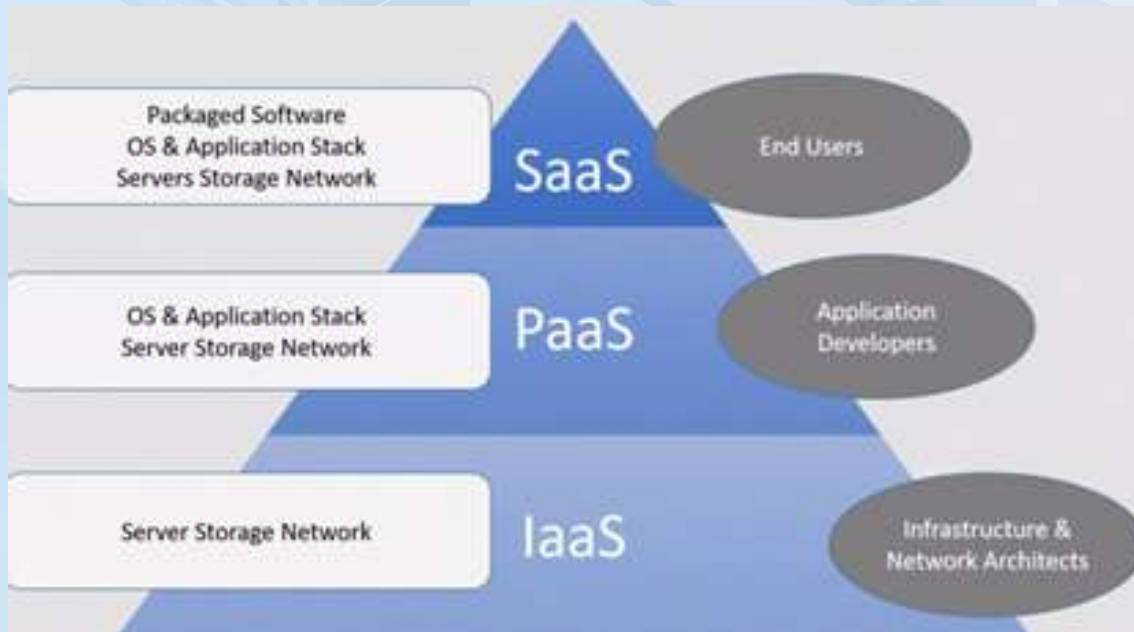 Packaged Software
OS & Application Stack
Servers Storage Network
SaaS
End Users
OS & Application Stack
Server Storage Network
PaaS
Application
Developers
Server Storage Network
IaaS
Infrastructure &
Network Architects